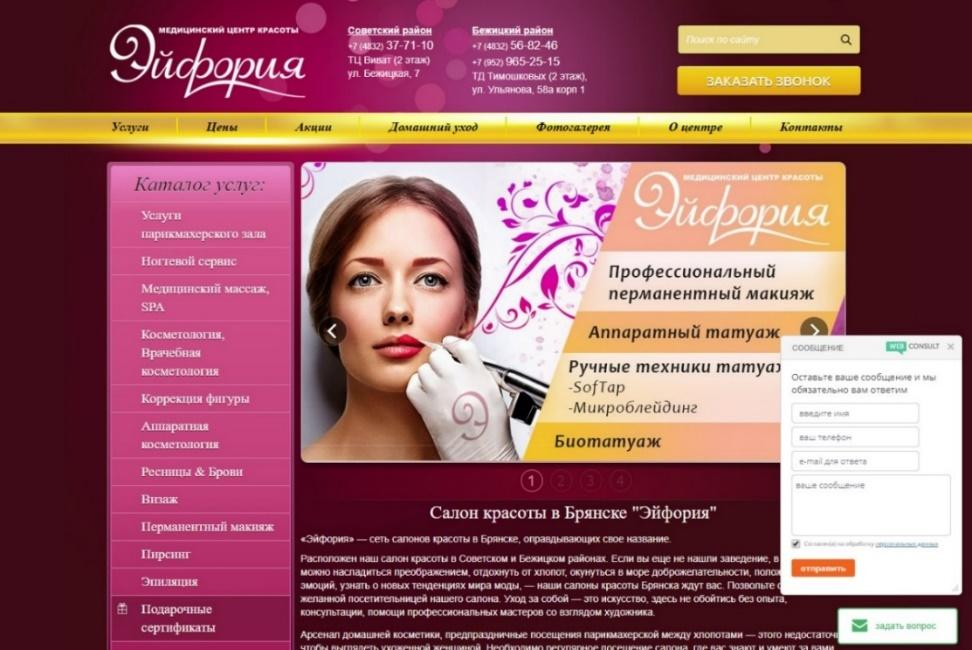 МЕДИЦИНСКИЙ ЦЕНТР КРАСОТЫ
Эйфория
Советский район
+7 (4832) 37-71-10
ТЦ Виват (2 этаж)
ул. Бежицкая, 7
Бежицкий район
+7 (4832) 56-82-46
+7 (952) 965-25-15
ТД Тимошковых (2 этаж),
ул. Ульянова, 58а корп 1
Поиск по сайту
ЗАКАЗАТЬ ЗВОНОК
Услуги Цены Акции Домашний уход Фотогалерея О центре Контакты
Каталог услуг:
Услуги
парикмахерского зала
Ногтевой сервис
Медицинский массаж,
SPA
Косметология,
Врачебная
косметология
Коррекция фигуры
Аппаратная
косметология
Ресницы & Брови
Визаж
Перманентный макияж
Пирсинг
Эпиляция
Подарочные
сертификаты
МЕДИЦИНСКИЙ ЦЕНТР КРАСОТЫ
Эйфория
Профессиональный
перманентный макияж
Аппаратный татуаж
Ручные техники татуаж
-SofTap
-Микроблейдинг
Биотатуаж
1 2 3 4
Салон красоты в Брянске "Эйфория"
«Эйфория» — сеть салонов красоты в Брянске, оправдывающих свое название.
Расположен наш салон красоты в Советском и Бежицком районах. Если вы еще не нашли заведение, в
можно насладиться преображением, отдохнуть от хлопот, окунуться в море доброжелательности, полож
эмоций, узнать о новых тенденциях мира моды, — наши салоны красоты Брянска ждут вас. Позвольте с
желанной посетительницей нашего салона. Уход за собой — это искусство, здесь не обойтись без опыта,
консультации, помощи профессиональных мастеров со взглядом художника.
Арсенал домашней косметики, предпраздничные посещения парикмахерской между хлопотами — этого недостаточ
чтобы выглядеть ухоженной женщиной. Необходимо регулярное посещение салона, где вас знают и умеют за вами
СООБЩЕНИЕ
WEB CONSULT
Оставьте ваше сообщение и мы
обязательно вам ответим
введите имя
ваш телефон
e-mail для ответа
ваше сообщение
Согласен(а) на обработку персональных данных
отправить
задать вопрос